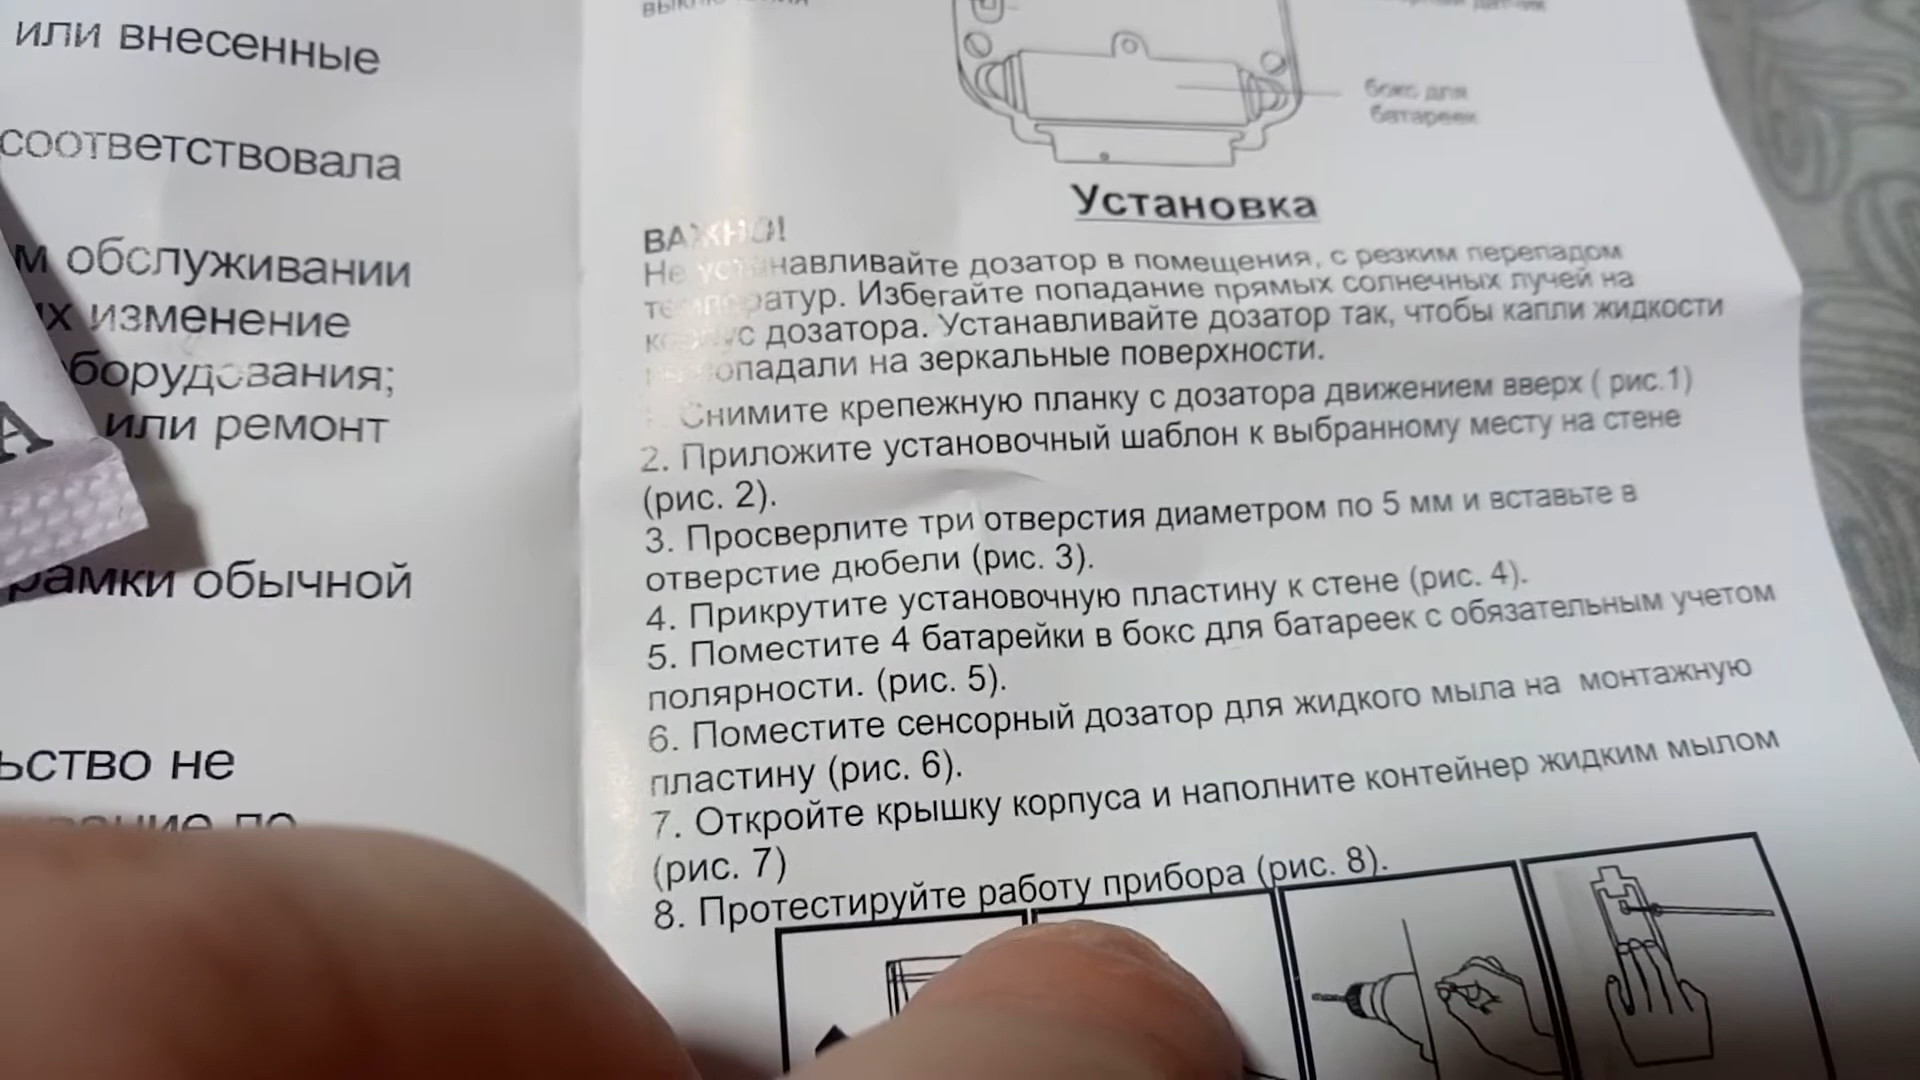 или внесенные
соответствовала
м обслуживании
х изменение
борудования;
или ремонт
А
рамки обычной
ьство не
бокс для
батареек
Установка
ВАЖНО!
Не устанавливайте дозатор в помещения, с резким перепадом
температур. Избегайте попадание прямых солнечных лучей на
корпус дозатора. Устанавливайте дозатор так, чтобы капли жидкости
попадали на зеркальные поверхности.
Снимите крепежную планку с дозатора движением вверх ( рис.1)
2. Приложите установочный шаблон к выбранному месту на стене
(рис. 2).
3. Просверлите три отверстия диаметром по 5 мм и вставьте в
отверстие дюбели (рис. 3).
4. Прикрутите установочную пластину к стене (рис. 4).
5. Поместите 4 батарейки в бокс для батареек с обязательным учетом
полярности. (рис. 5).
6. Поместите сенсорный дозатор для жидкого мыла на монтажную
пластину (рис. 6).
7. Откройте крышку корпуса и наполните контейнер жидким мылом
(рис. 7)
8. Протестируйте работу прибора (рис. 8).